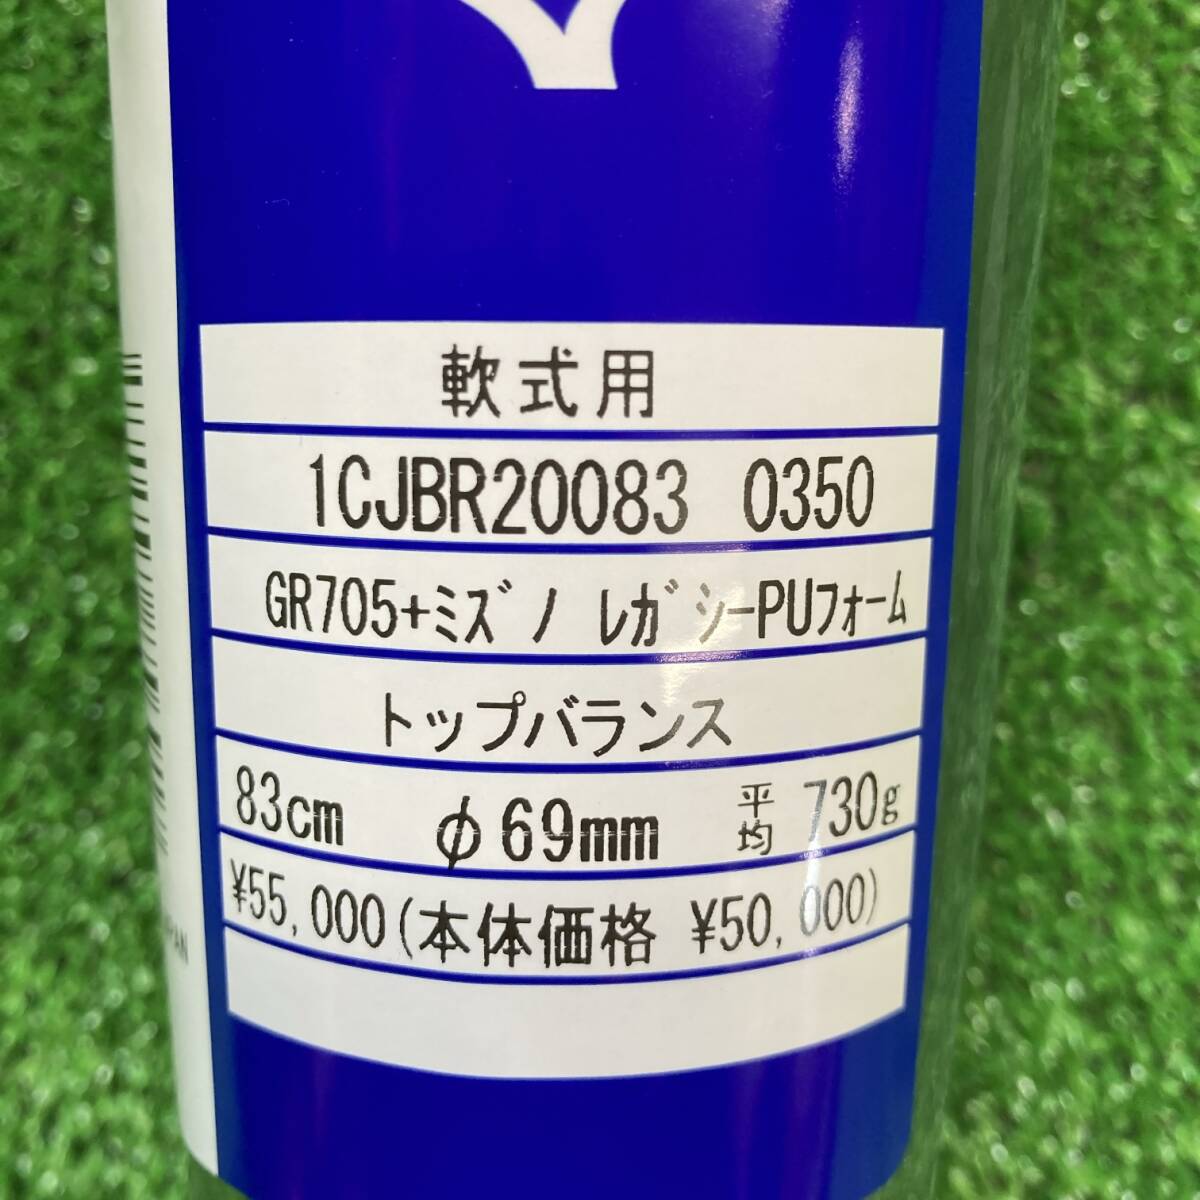 軟式用
1CJBR20083 0350
GR705+ミズノ レガシーPUフォーム
トップバランス
83cm φ69mm 平均 730g
¥55,000(本体価格 ¥50,000)